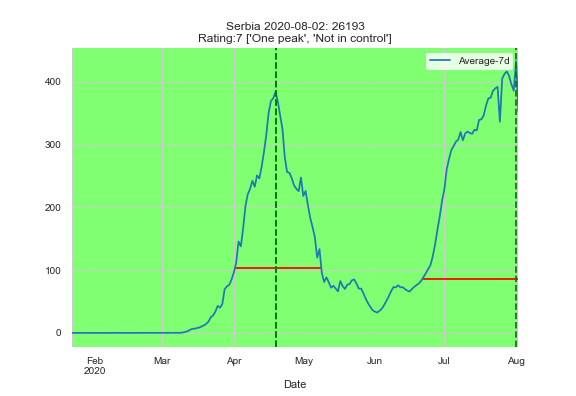 Serbia 2020-08-02: 26193
Rating:7 ['One peak', 'Not in control']
Average-7d
400
300
200
100
0
Feb
2020
Mar
Apr
May
Jun
Jul
Aug
Date